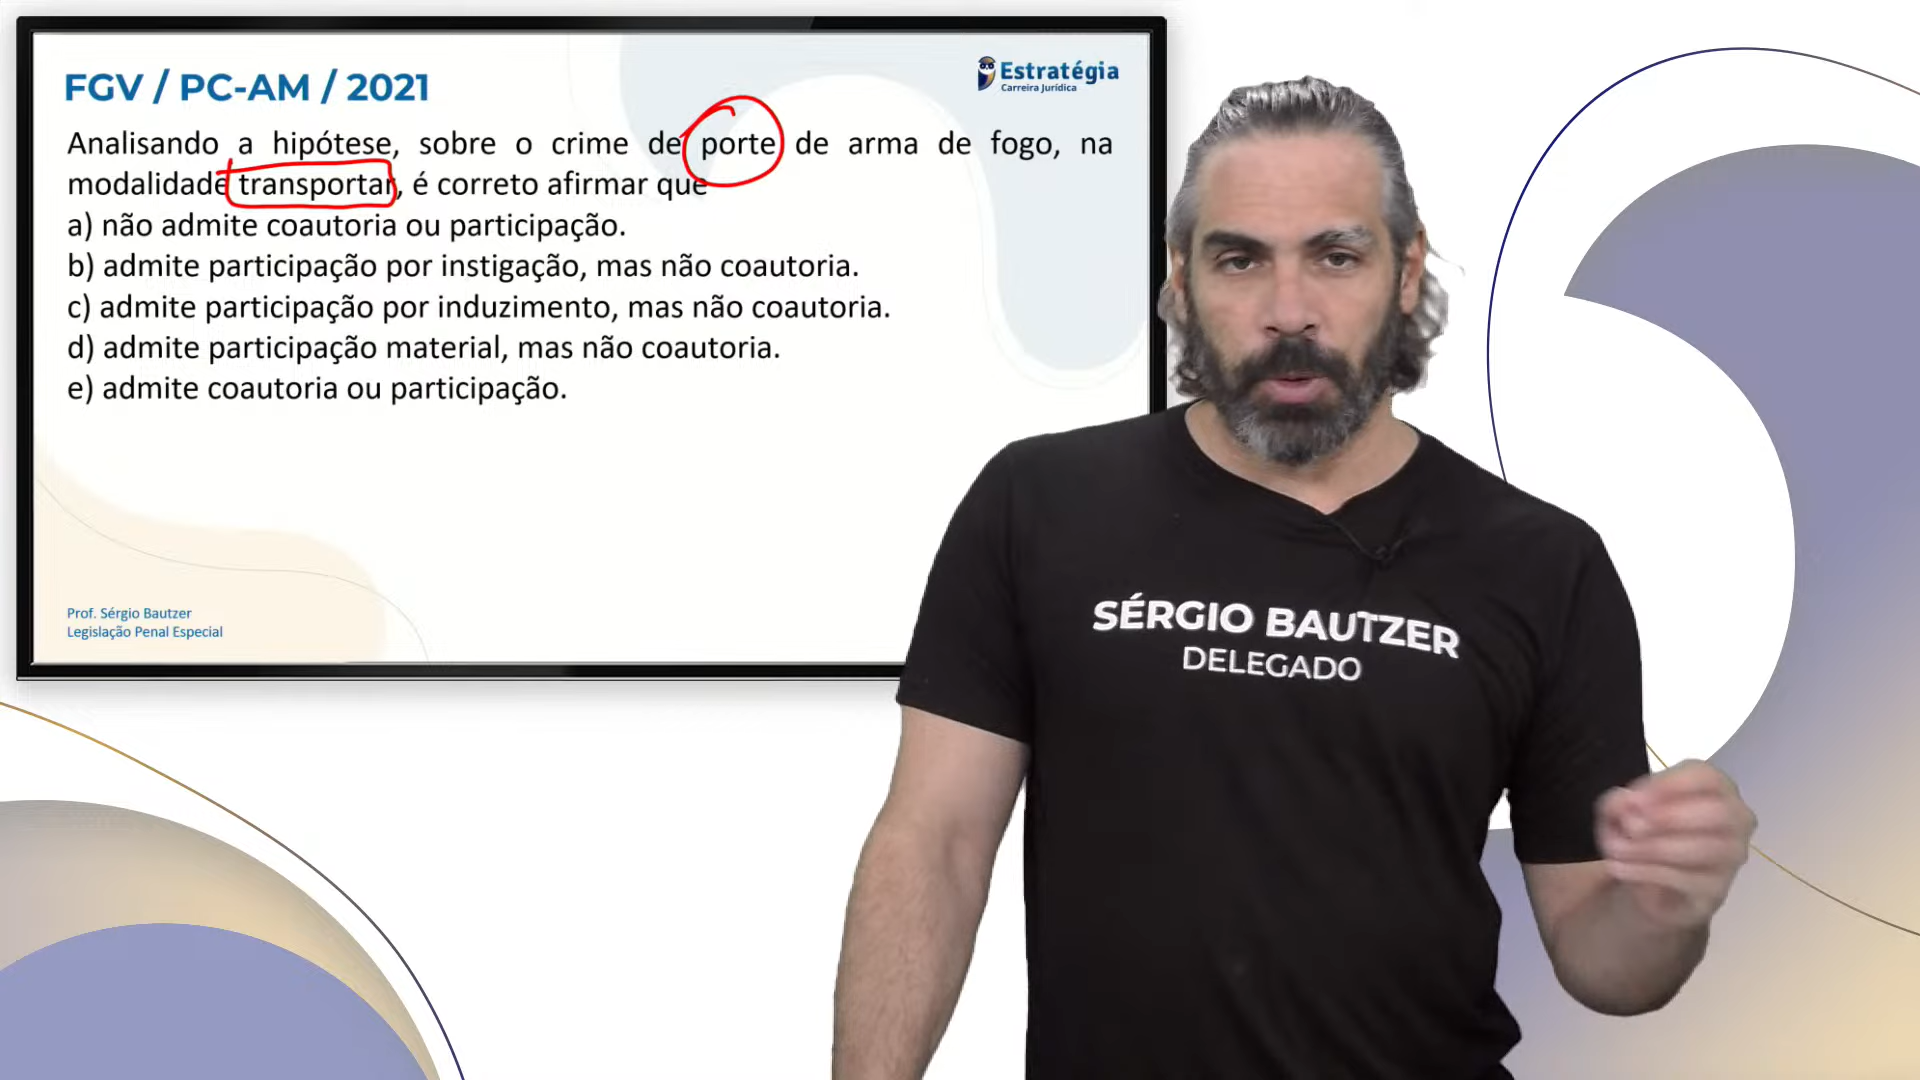 FGV / PC-AM / 2021
Estratégia
Carreira Jurídica
Analisando a hipótese, sobre o crime de porte de arma de fogo, na
modalidade transportar, é correto afirmar que
a) não admite coautoria ou participação.
b) admite participação por instigação, mas não coautoria.
c) admite participação por induzimento, mas não coautoria.
d) admite participação material, mas não coautoria.
e) admite coautoria ou participação.
Prof. Sérgio Bautzer
Legislação Penal Especial
SÉRGIO BAUTZER
DELEGADO